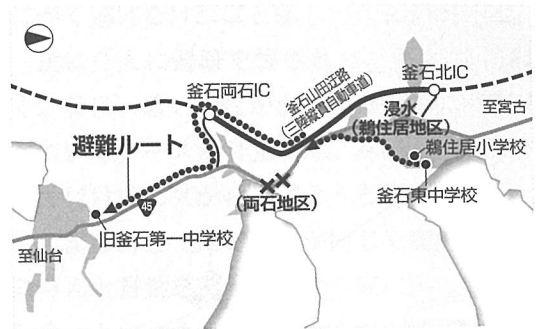 釜石両石IC
釜石山田道路
(三陸縦貫自動車道)
釜石北IC
浸水
(鵜住居地区)
至宮古
鵜住居小学校
釜石東中学校
避難ルート
(両石地区)
45
旧釜石第一中学校
至仙台